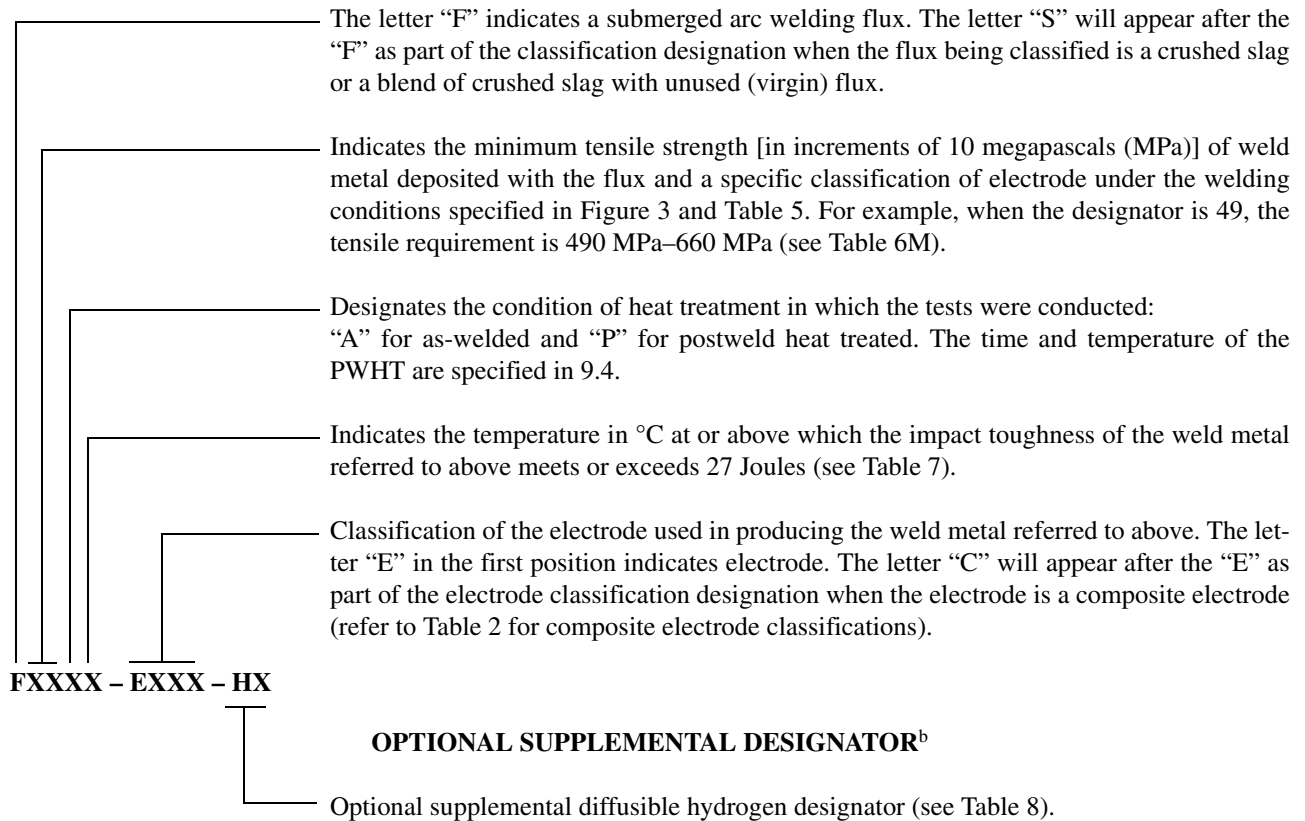 The letter “F” indicates a submerged arc welding flux. The letter “S” will appear after the
“F” as part of the classification designation when the flux being classified is a crushed slag
or a blend of crushed slag with unused (virgin) flux.
Indicates the minimum tensile strength [in increments of 10 megapascals (MPa)] of weld
metal deposited with the flux and a specific classification of electrode under the welding
conditions specified in Figure 3 and Table 5. For example, when the designator is 49, the
tensile requirement is 490 MPa–660 MPa (see Table 6M).
Designates the condition of heat treatment in which the tests were conducted:
“A” for as-welded and “P” for postweld heat treated. The time and temperature of the
PWHT are specified in 9.4.
Indicates the temperature in °C at or above which the impact toughness of the weld metal
referred to above meets or exceeds 27 Joules (see Table 7).
Classification of the electrode used in producing the weld metal referred to above. The let-
ter “E” in the first position indicates electrode. The letter “C” will appear after the “E” as
part of the electrode classification designation when the electrode is a composite electrode
(refer to Table 2 for composite electrode classifications).
FXXXX – EXXX – HX
OPTIONAL SUPPLEMENTAL DESIGNATORᵇ
Optional supplemental diffusible hydrogen designator (see Table 8).